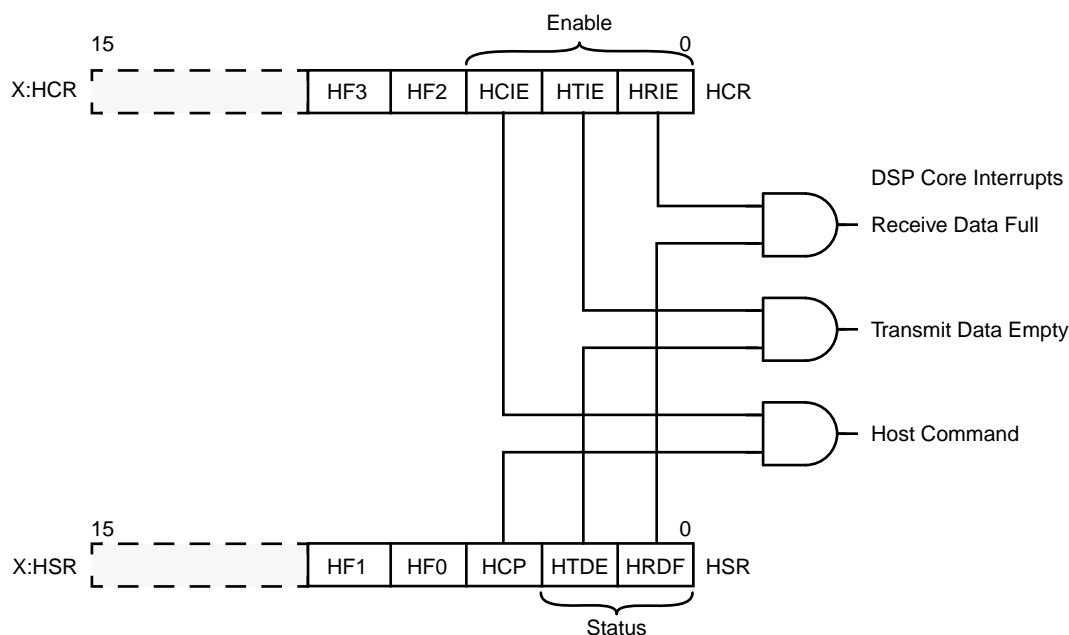 Enable
15 0
X:HCR HF3 HF2 HCIE HTIE HRIE HCR
DSP Core Interrupts
Receive Data Full
Transmit Data Empty
Host Command
15 0
X:HSR HF1 HF0 HCP HTDE HRDF HSR
Status